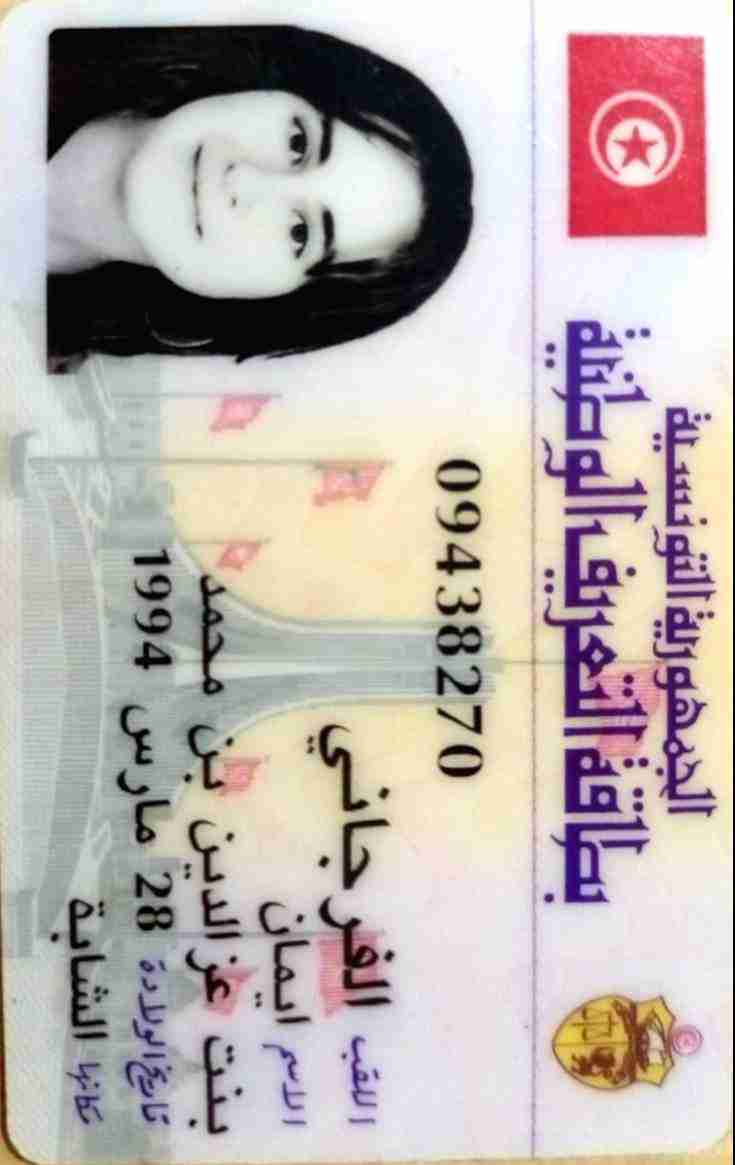 الجمهورية التونسية
بطاقة التعريف الوطنية
09438270
اللقب الفرجاني
الاسم ايمان
بنت عز الدين بن محمد
تاريخ الولادة 28 مارس 1994
مكانها الشابة